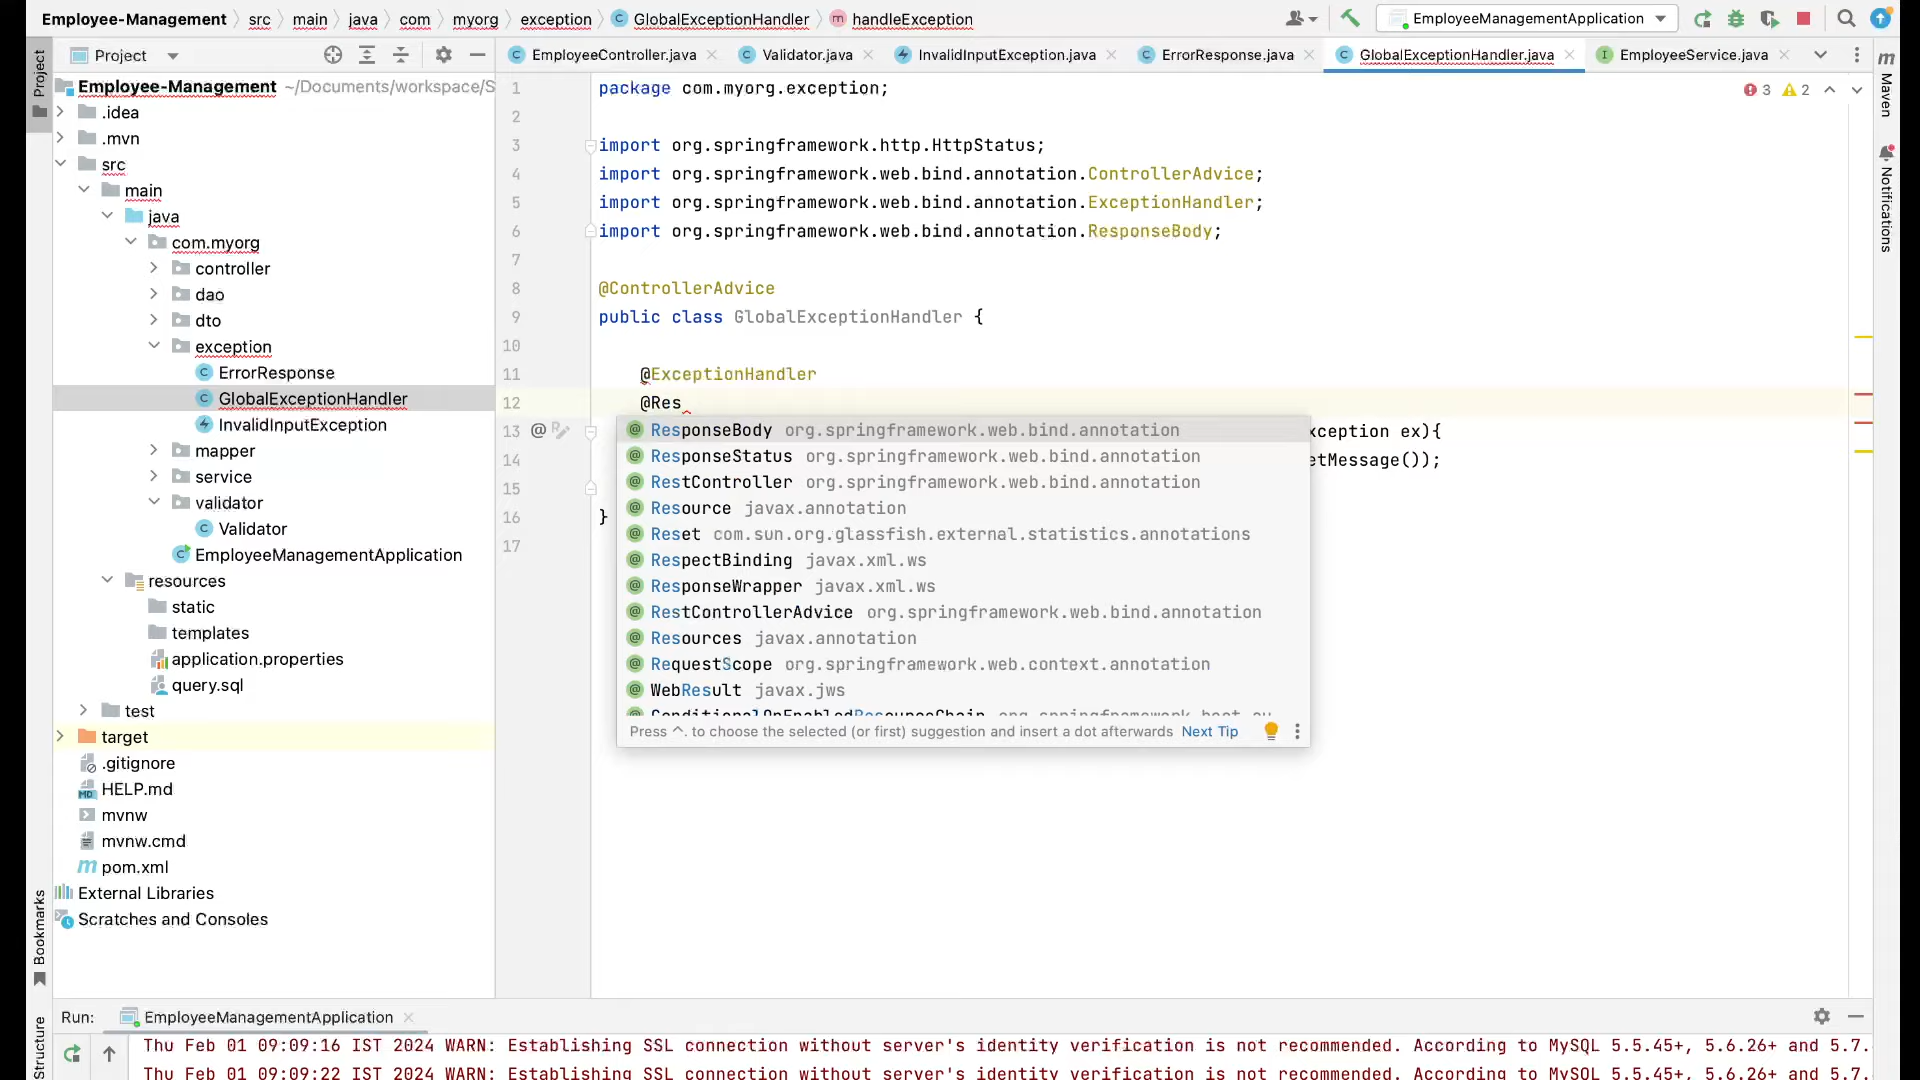 Employee-Management src main java com myorg exception GlobalExceptionHandler handleException
EmployeeManagementApplication
Project
EmployeeController.java Validator.java InvalidInputException.java ErrorResponse.java GlobalExceptionHandler.java EmployeeService.java
Project
Employee-Management ~/Documents/workspace/S
.idea
.mvn
src
main
java
com.myorg
controller
dao
dto
exception
ErrorResponse
GlobalExceptionHandler
InvalidInputException
mapper
service
validator
Validator
EmployeeManagementApplication
resources
static
templates
application.properties
query.sql
test
target
.gitignore
HELP.md
mvnw
mvnw.cmd
pom.xml
External Libraries
Scratches and Consoles
Bookmarks
Structure
3 2
1 package com.myorg.exception;
2
3 import org.springframework.http.HttpStatus;
4 import org.springframework.web.bind.annotation.ControllerAdvice;
5 import org.springframework.web.bind.annotation.ExceptionHandler;
6 import org.springframework.web.bind.annotation.ResponseBody;
7
8 @ControllerAdvice
9 public class GlobalExceptionHandler {
10
11 @ExceptionHandler
12 @Res
13 @ xception ex){
14 etMessage());
15
16 }
17
@ ResponseBody org.springframework.web.bind.annotation
@ ResponseStatus org.springframework.web.bind.annotation
@ RestController org.springframework.web.bind.annotation
@ Resource javax.annotation
@ Reset com.sun.org.glassfish.external.statistics.annotations
@ RespectBinding javax.xml.ws
@ ResponseWrapper javax.xml.ws
@ RestControllerAdvice org.springframework.web.bind.annotation
@ Resources javax.annotation
@ RequestScope org.springframework.web.context.annotation
@ WebResult javax.jws
@ ConditionalOnEnabledResourceChain org.springframework.boot.au
Press ^. to choose the selected (or first) suggestion and insert a dot afterwards Next Tip
m Maven
Notifications
Run: EmployeeManagementApplication
Thu Feb 01 09:09:16 IST 2024 WARN: Establishing SSL connection without server's identity verification is not recommended. According to MySQL 5.5.45+, 5.6.26+ and 5.7.
Thu Feb 01 09:09:22 IST 2024 WARN: Establishing SSL connection without server's identity verification is not recommended. According to MySQL 5.5.45+, 5.6.26+ and 5.7.